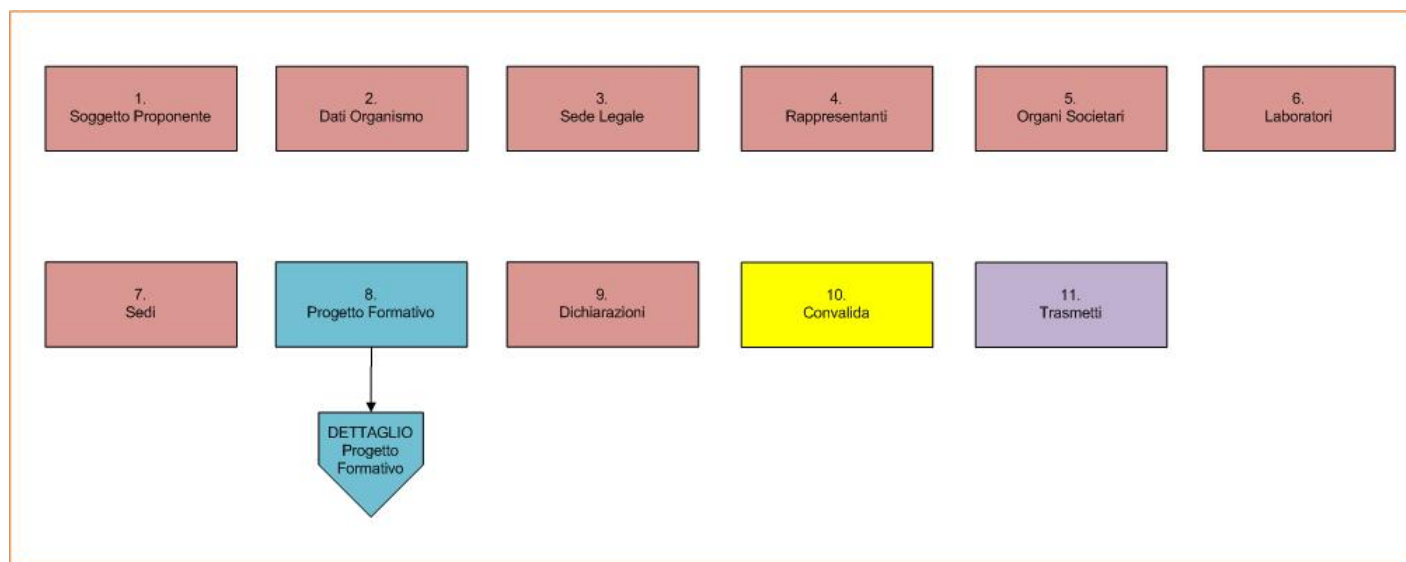 1.
Soggetto Proponente
2.
Dati Organismo
3.
Sede Legale
4.
Rappresentanti
5.
Organi Societari
6.
Laboratori
7.
Sedi
8.
Progetto Formativo
9.
Dichiarazioni
10.
Convalida
11.
Trasmetti
DETTAGLIO
Progetto
Formativo